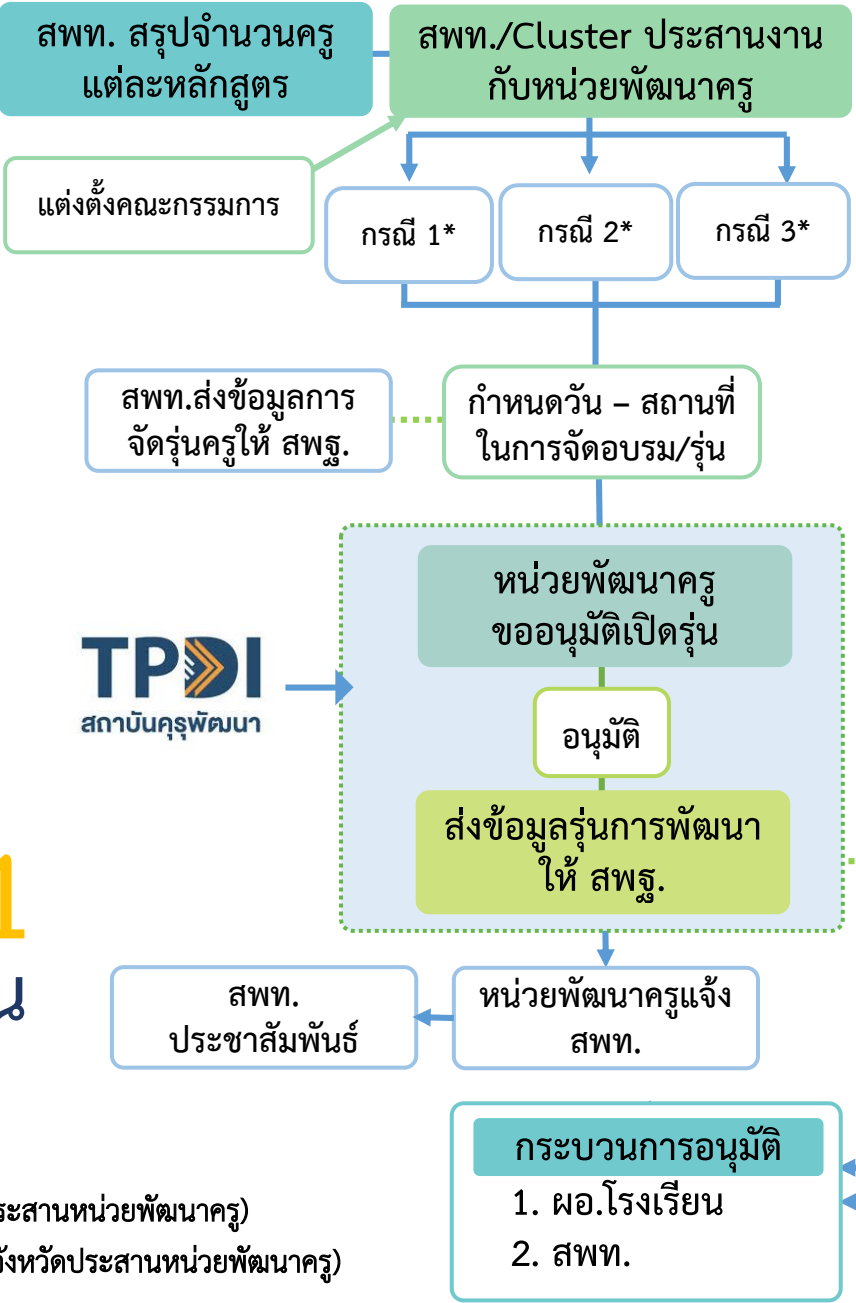 สพท. สรุปจำนวนครู
แต่ละหลักสูตร
สพท./Cluster ประสานงาน
กับหน่วยพัฒนาครู
แต่งตั้งคณะกรรมการ
กรณี 1*
กรณี 2*
กรณี 3*
สพท.ส่งข้อมูลการ
จัดรุ่นครูให้ สพฐ.
กำหนดวัน – สถานที่
ในการจัดอบรม/รุ่น
หน่วยพัฒนาครู
ขออนุมัติเปิดรุ่น
TPDI
สถาบันคุรุพัฒนา
อนุมัติ
ส่งข้อมูลรุ่นการพัฒนา
ให้ สพฐ.
1
น
สพท.
ประชาสัมพันธ์
หน่วยพัฒนาครูแจ้ง
สพท.
กระบวนการอนุมัติ
1. ผอ.โรงเรียน
2. สพท.
ระสานหน่วยพัฒนาครู)
จังหวัดประสานหน่วยพัฒนาครู)